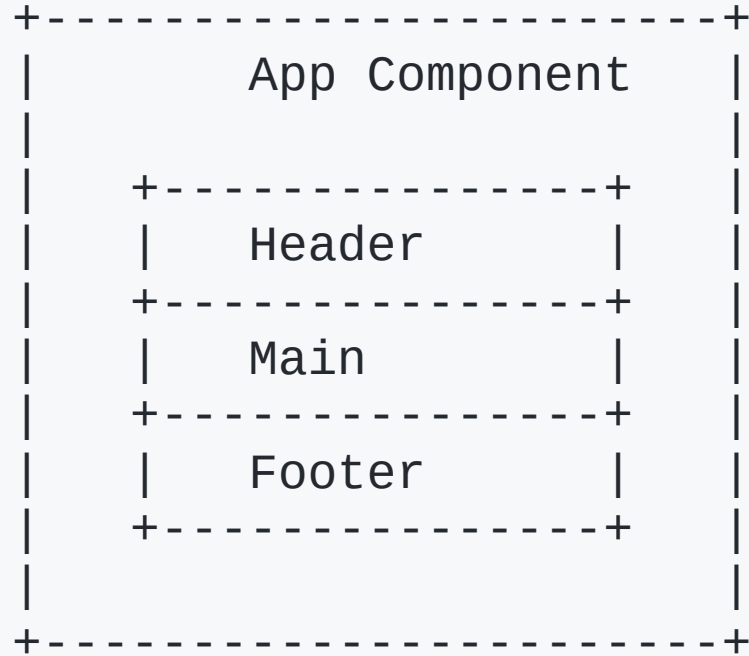 +-----------------------+
|       App Component   |
|                       |
|   +---------------+   |
|   |   Header      |   |
|   +---------------+   |
|   |   Main        |   |
|   +---------------+   |
|   |   Footer      |   |
|   +---------------+   |
|                       |
+-----------------------+